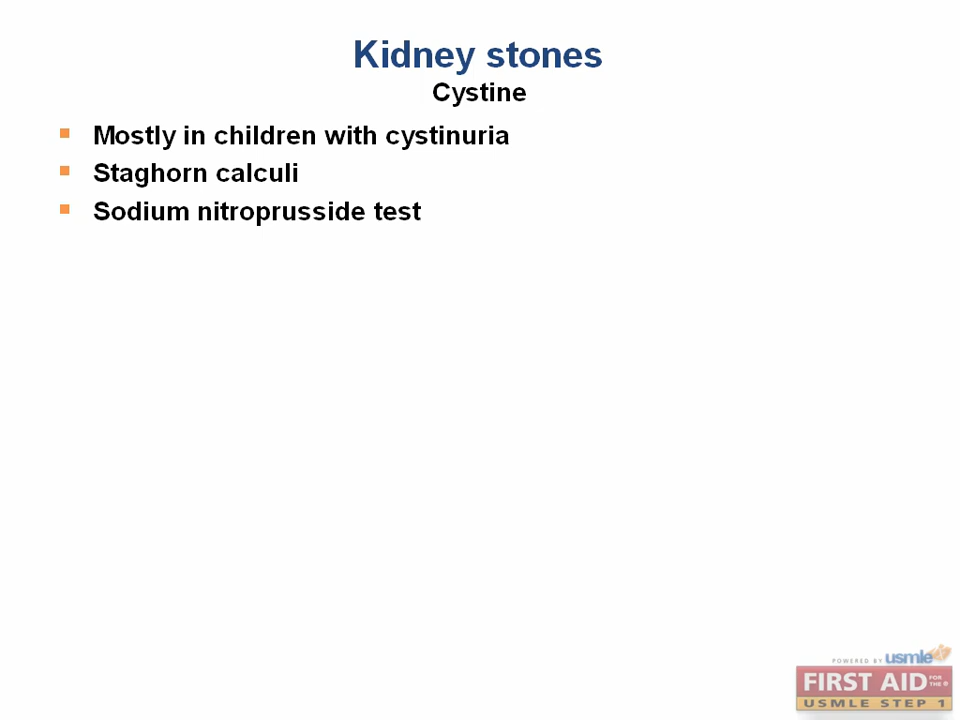 Kidney stones
Cystine
Mostly in children with cystinuria
Staghorn calculi
Sodium nitroprusside test
POWERED BY usmle
FIRST AID FOR THE®
USMLE STEP 1